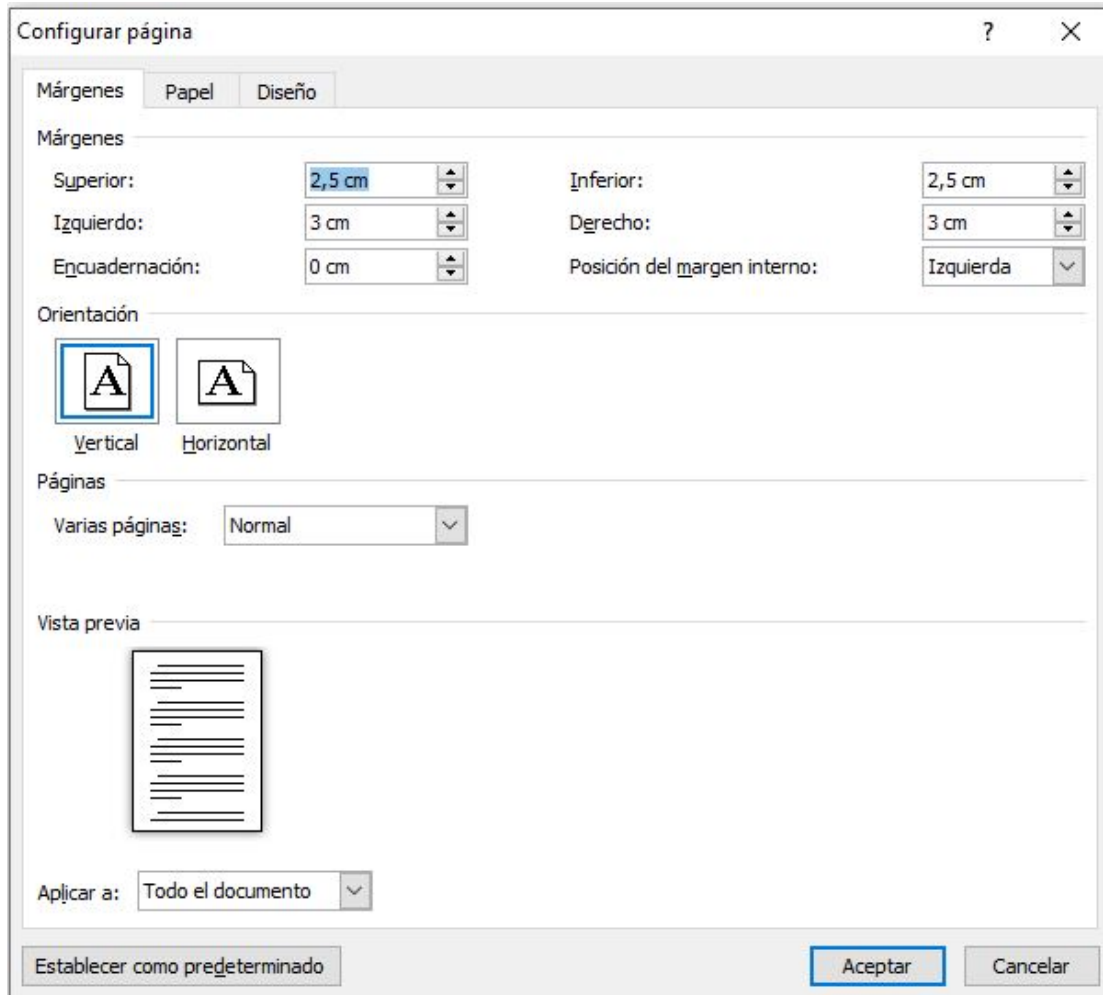 Configurar página ?
Márgenes Papel Diseño
Márgenes
Superior: 2,5 cm Inferior: 2,5 cm
Izquierdo: 3 cm Derecho: 3 cm
Encuadernación: 0 cm Posición del margen interno: Izquierda
Orientación
A A
Vertical Horizontal
Páginas
Varias páginas: Normal
Vista previa
Aplicar a: Todo el documento
Establecer como predeterminado Aceptar Cancelar